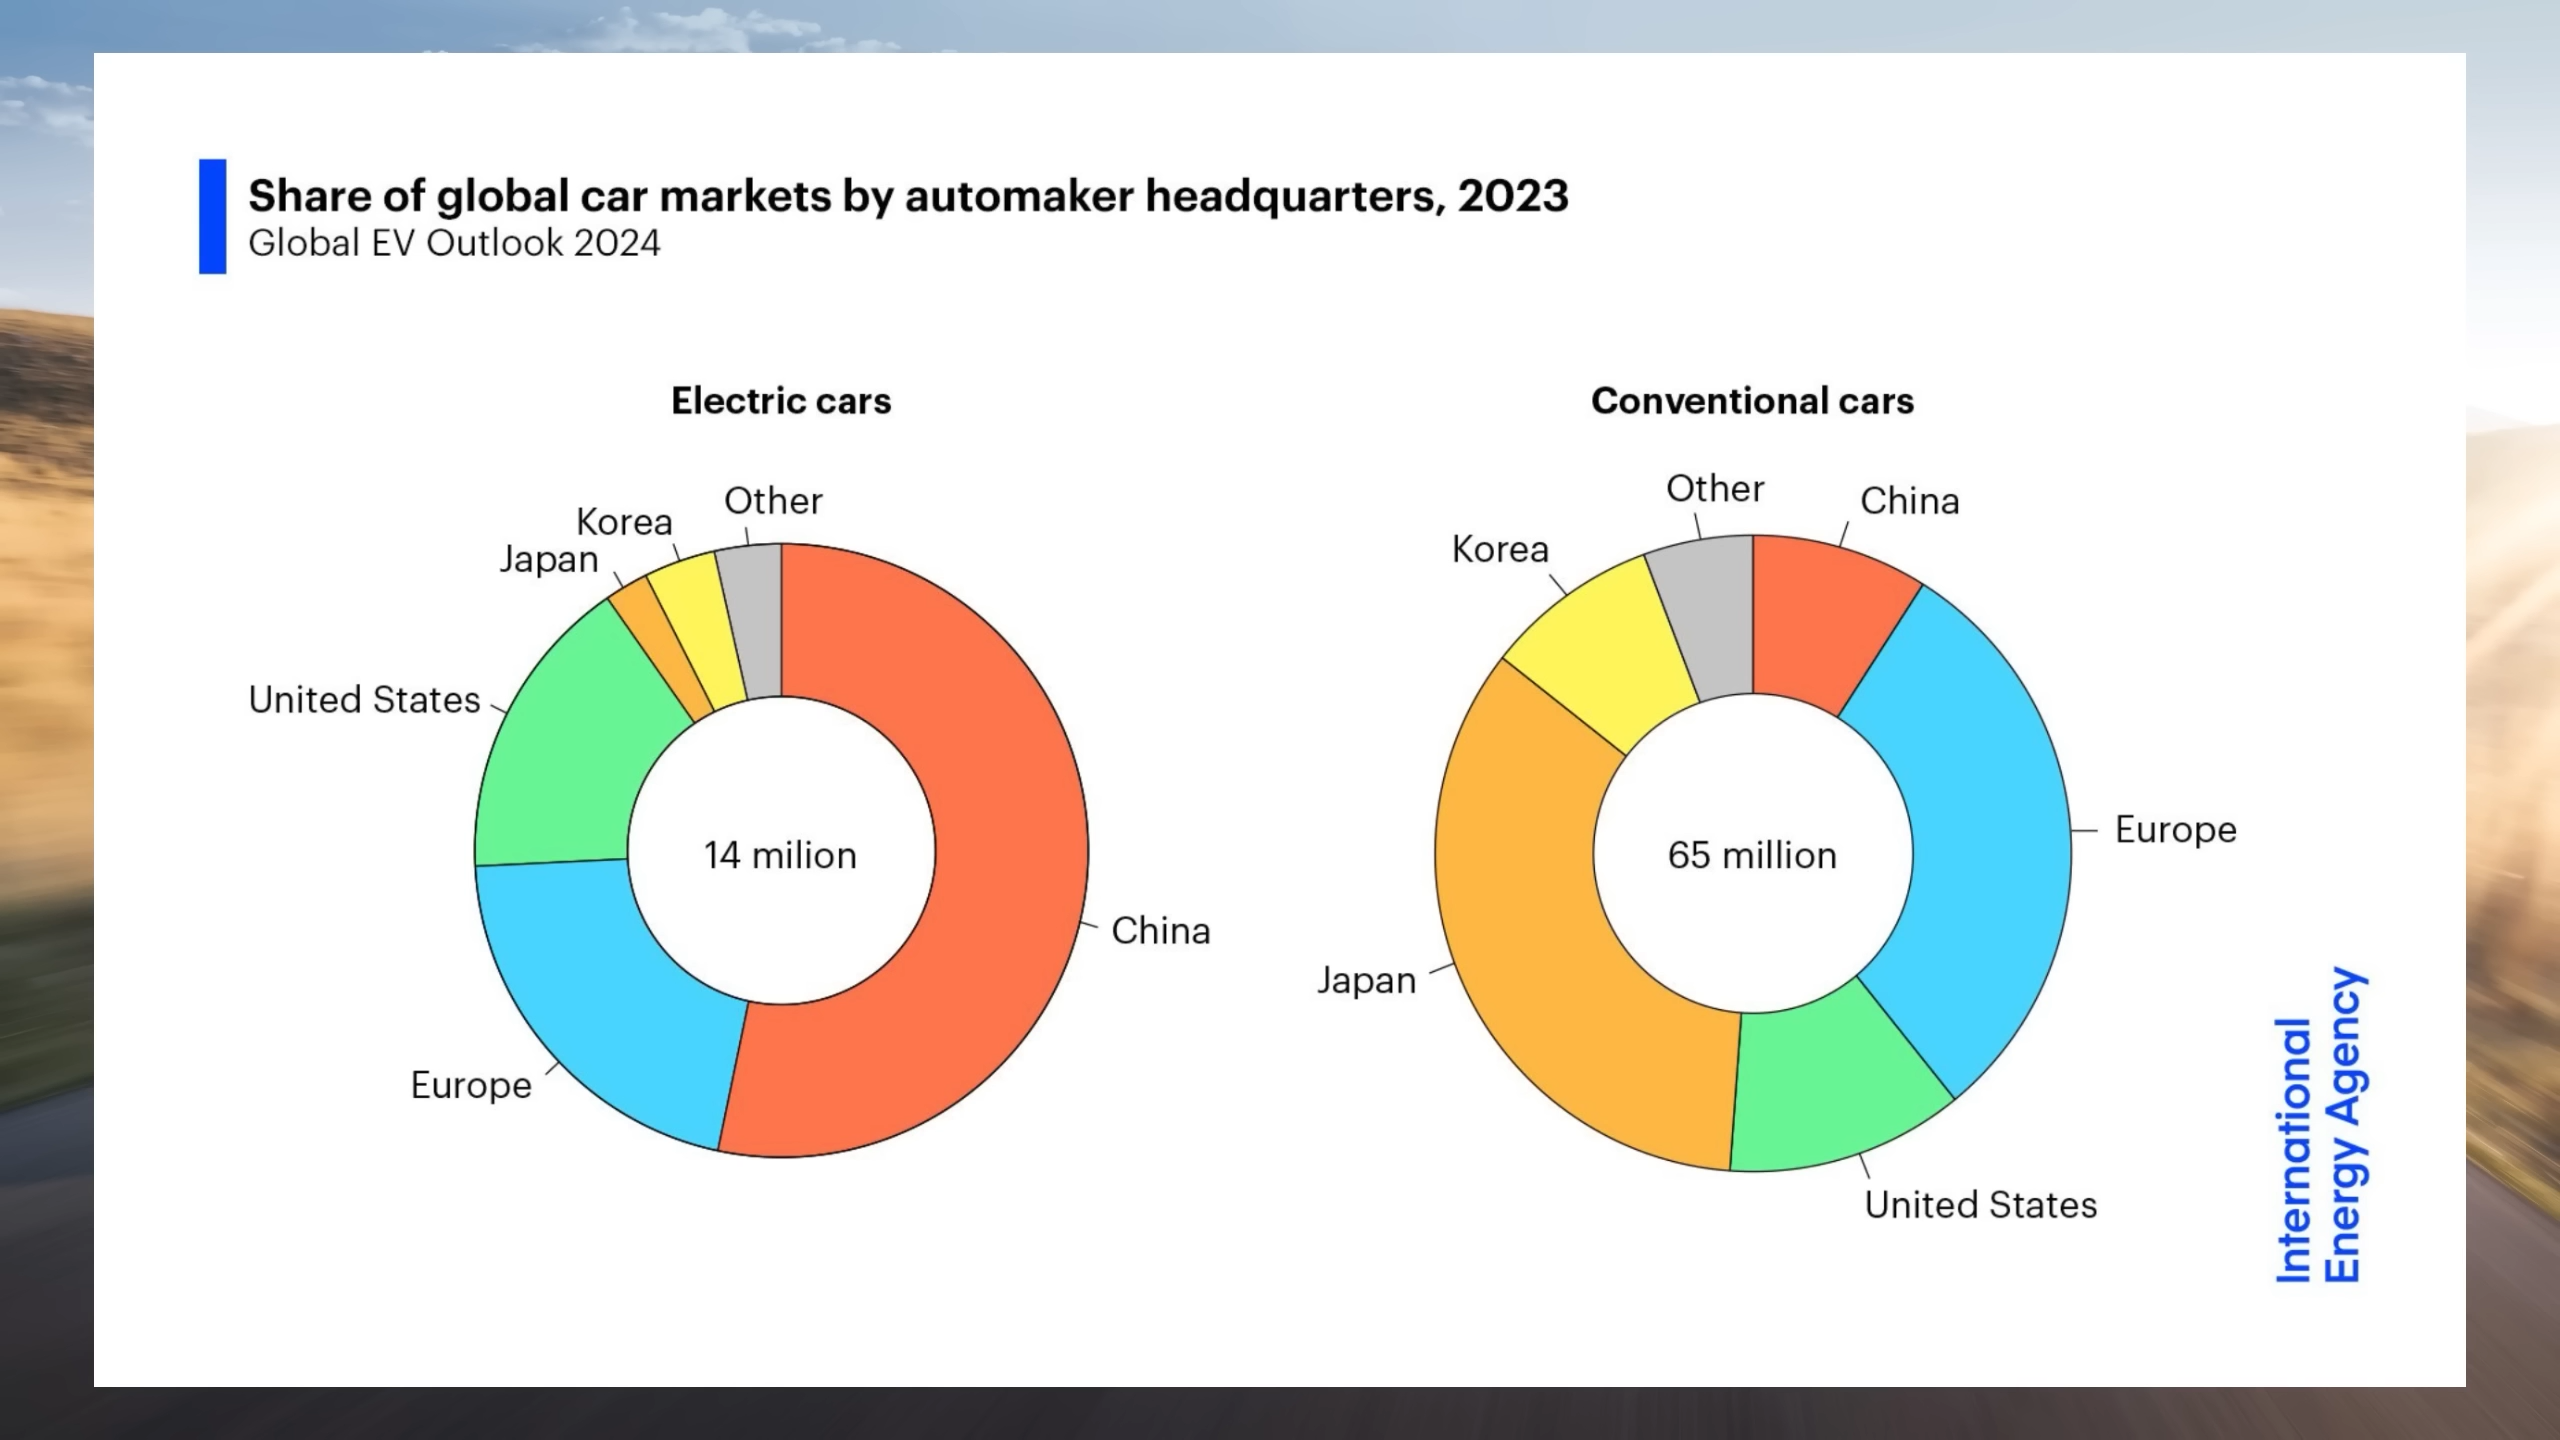 Share of global car markets by automaker headquarters, 2023
Global EV Outlook 2024
Electric cars
Other
Korea
Japan
United States
14 milion
China
Europe
Conventional cars
Other
China
Korea
65 million
Europe
Japan
United States
International
Energy Agency